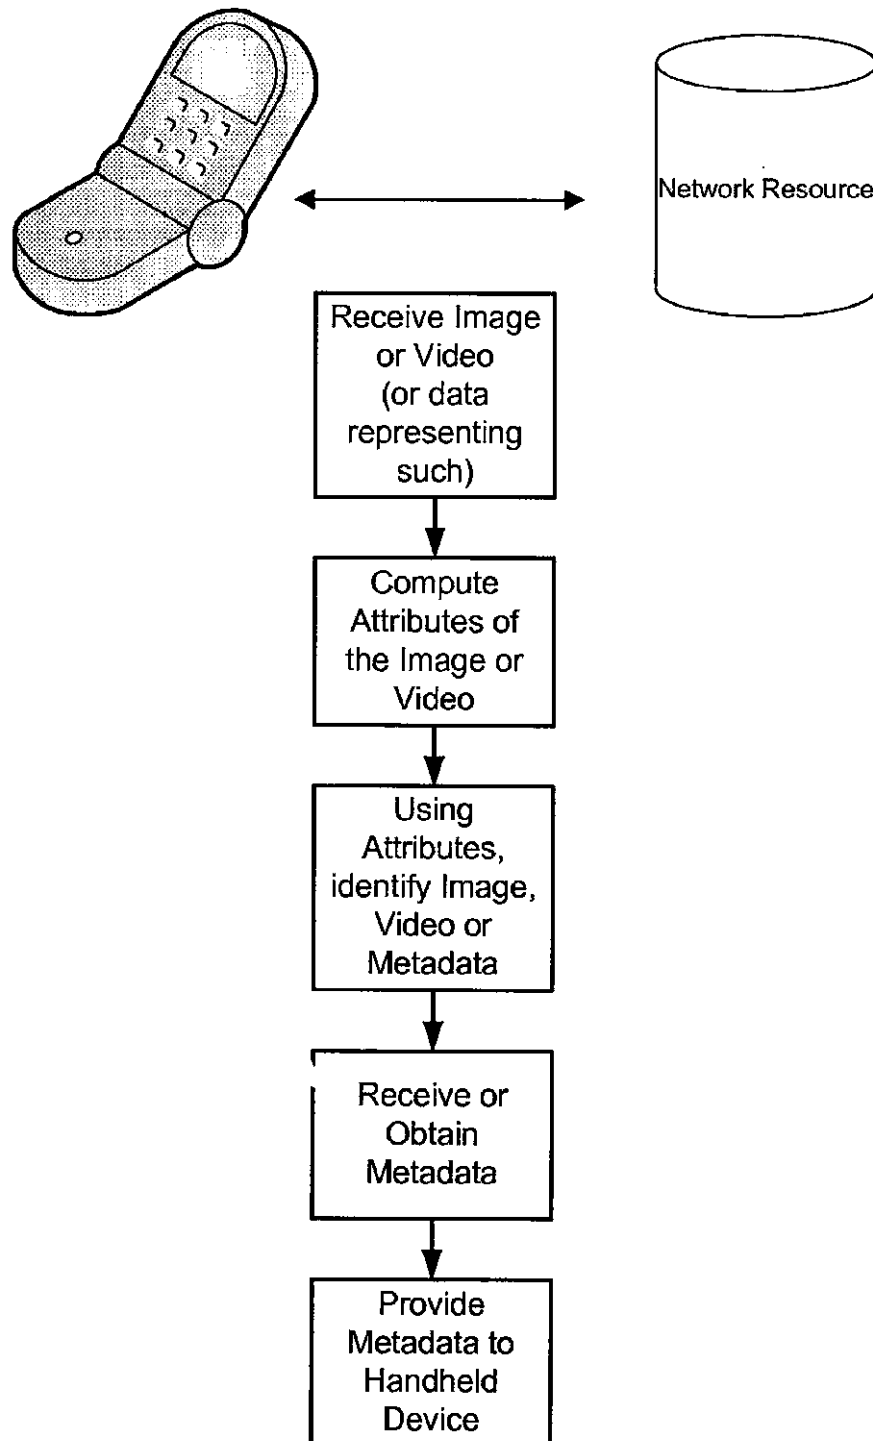 Network Resource
Receive Image
or Video
(or data
representing
such)
Compute
Attributes of
the Image or
Video
Using
Attributes,
identify Image,
Video or
Metadata
Receive or
Obtain
Metadata
Provide
Metadata to
Handheld
Device